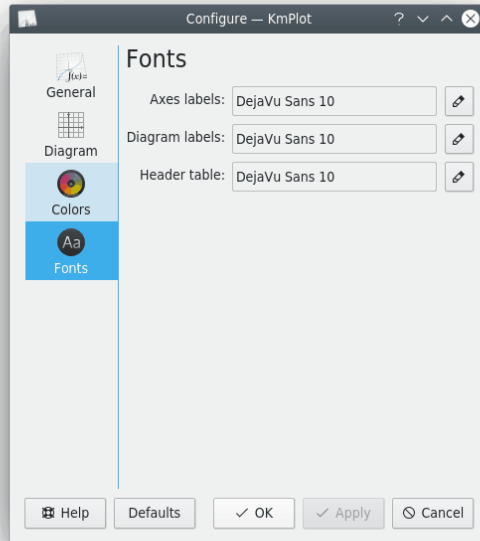 Configure — KmPlot
General
Diagram
Colors
Aa
Fonts
Fonts
Axes labels: DejaVu Sans 10
Diagram labels: DejaVu Sans 10
Header table: DejaVu Sans 10
Help Defaults OK Apply Cancel